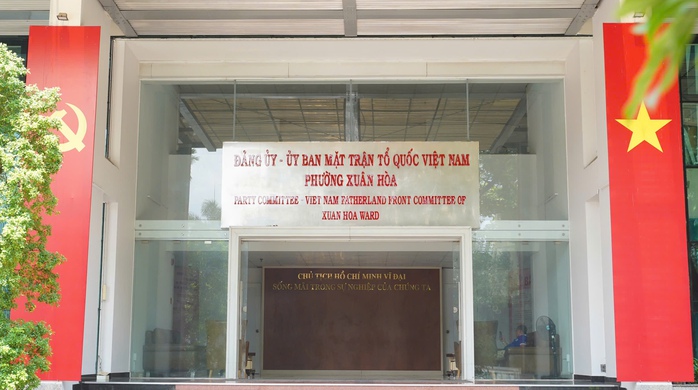 ĐẢNG ỦY - ỦY BAN MẶT TRẬN TỔ QUỐC VIỆT NAM
PHƯỜNG XUÂN HÒA
PARTY COMMITTEE - VIET NAM FATHERLAND FRONT COMMITTEE OF
XUAN HOA WARD
CHỦ TỊCH HỒ CHÍ MINH VĨ ĐẠI
SỐNG MÃI TRONG SỰ NGHIỆP CỦA CHÚNG TA